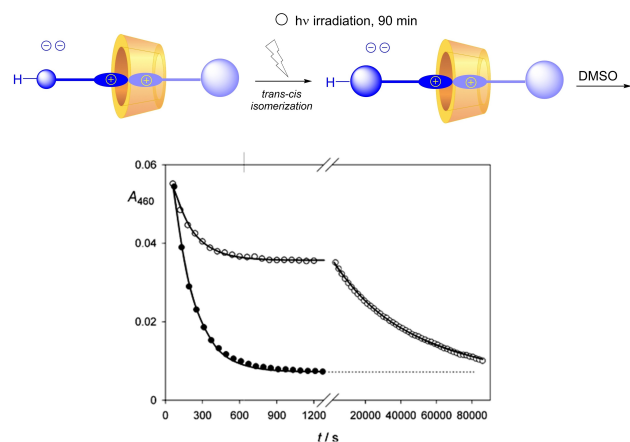 ○ hν irradiation, 90 min
⊖⊖
⊖⊖
H
⊕ ⊕
trans-cis
isomerization
H
⊕ ⊕
DMSO
0.06
A460
0.04
0.02
0
0 300 600 900 1200 20000 40000 60000 80000
t / s